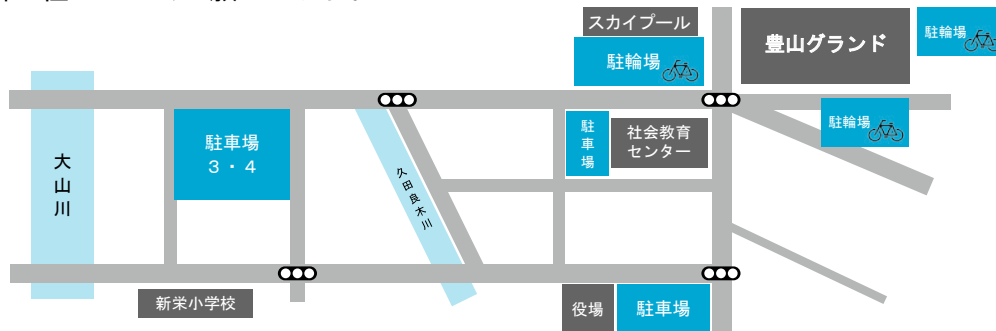 スカイプール
駐輪場
豊山グランド
駐輪場
駐輪場
駐車場
3・4
駐車場
社会教育
センター
大山川
久田良木川
新栄小学校
役場
駐車場